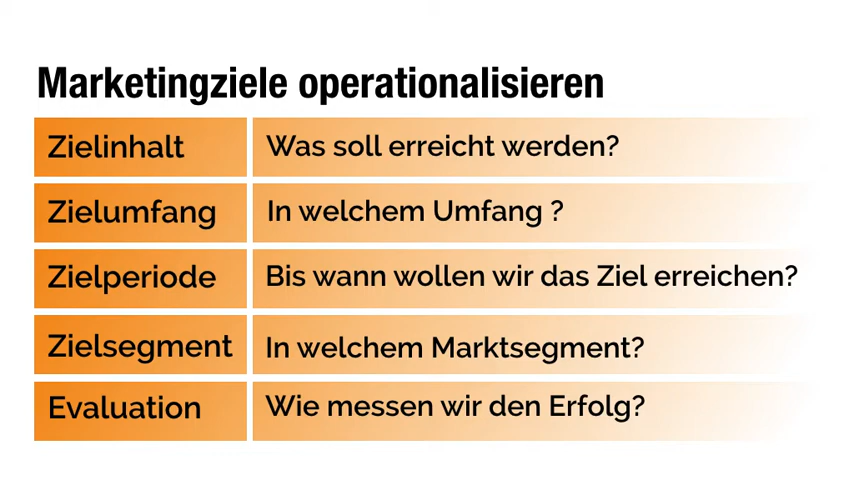 Marketingziele operationalisieren
Zielinhalt Was soll erreicht werden?
Zielumfang In welchem Umfang ?
Zielperiode Bis wann wollen wir das Ziel erreichen?
Zielsegment In welchem Marktsegment?
Evaluation Wie messen wir den Erfolg?